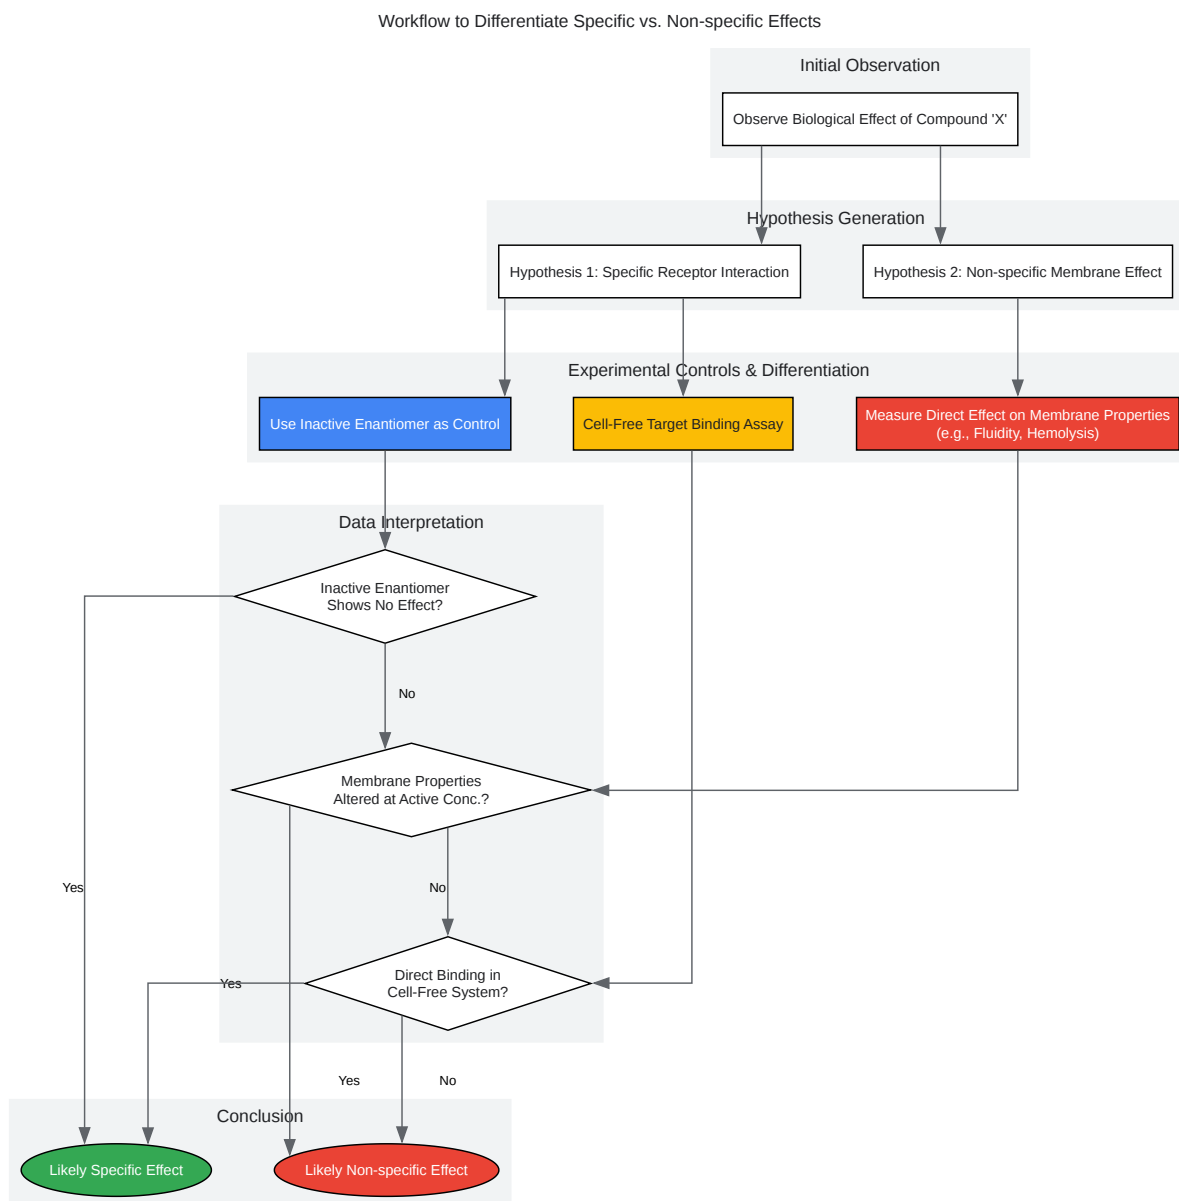 Workflow to Differentiate Specific vs. Non-specific Effects
Initial Observation
Observe Biological Effect of Compound 'X'
Hypothesis Generation
Hypothesis 1: Specific Receptor Interaction
Hypothesis 2: Non-specific Membrane Effect
Experimental Controls & Differentiation
Use Inactive Enantiomer as Control
Cell-Free Target Binding Assay
Measure Direct Effect on Membrane Properties
(e.g., Fluidity, Hemolysis)
Data Interpretation
Inactive Enantiomer
Shows No Effect?
No
Membrane Properties
Altered at Active Conc.?
Yes
No
Direct Binding in
Cell-Free System?
Yes
Yes
No
Conclusion
Likely Specific Effect
Likely Non-specific Effect